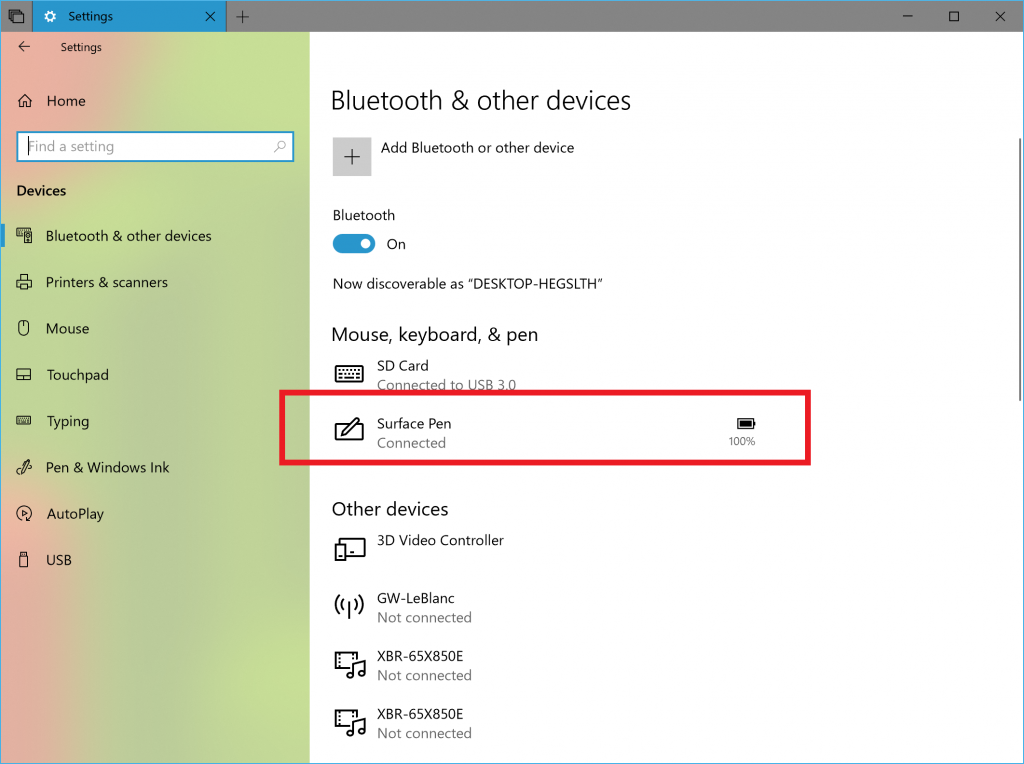 Settings
Settings
Home
Find a setting
Devices
Bluetooth & other devices
Printers & scanners
Mouse
Touchpad
Typing
Pen & Windows Ink
AutoPlay
USB
Bluetooth & other devices
Add Bluetooth or other device
Bluetooth
On
Now discoverable as “DESKTOP-HEGSLTH”
Mouse, keyboard, & pen
SD Card
Connected to USB 3.0
Surface Pen
Connected
100%
Other devices
3D Video Controller
GW-LeBlanc
Not connected
XBR-65X850E
Not connected
XBR-65X850E
Not connected